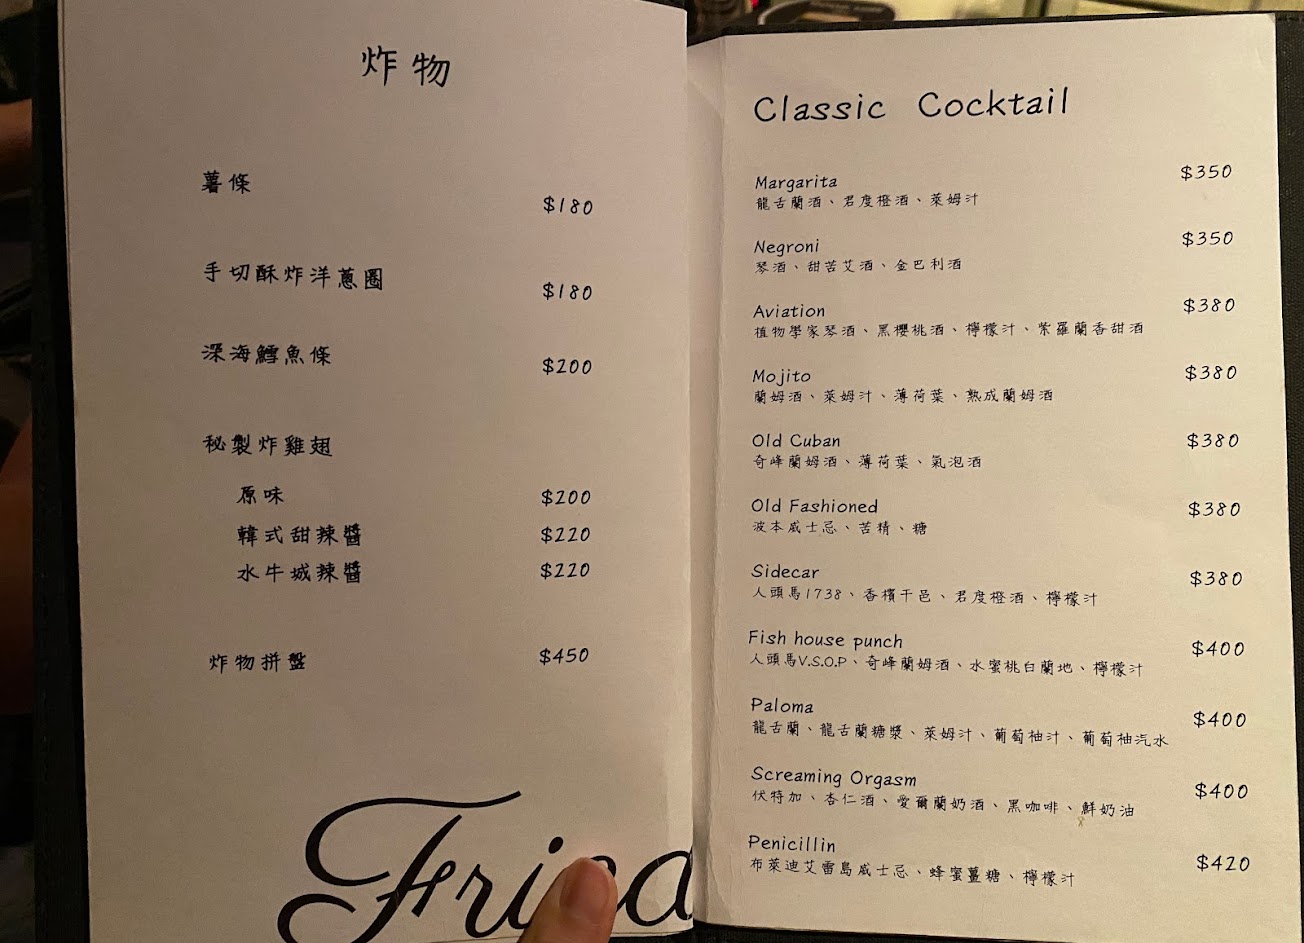 炸物
薯條
$180
手切酥炸洋蔥圈
$180
深海鱈魚條
$200
秘製炸雞翅
原味 $200
韓式甜辣醬 $220
水牛城辣醬 $220
炸物拼盤 $450
Fried
Classic Cocktail
Margarita $350
龍舌蘭酒、君度橙酒、萊姆汁
Negroni $350
琴酒、甜苦艾酒、金巴利酒
Aviation $380
植物學家琴酒、黑櫻桃酒、檸檬汁、紫羅蘭香甜酒
Mojito $380
蘭姆酒、萊姆汁、薄荷葉、熟成蘭姆酒
Old Cuban $380
奇峰蘭姆酒、薄荷葉、氣泡酒
Old Fashioned $380
波本威士忌、苦精、糖
Sidecar $380
人頭馬1738、香檳干邑、君度橙酒、檸檬汁
Fish house punch $400
人頭馬V.S.O.P、奇峰蘭姆酒、水蜜桃白蘭地、檸檬汁
Paloma $400
龍舌蘭、龍舌蘭糖漿、萊姆汁、葡萄柚汁、葡萄柚汽水
Screaming Orgasm $400
伏特加、杏仁酒、愛爾蘭奶酒、黑咖啡、鮮奶油
Penicillin $420
布萊迪艾雷島威士忌、蜂蜜薑糖、檸檬汁